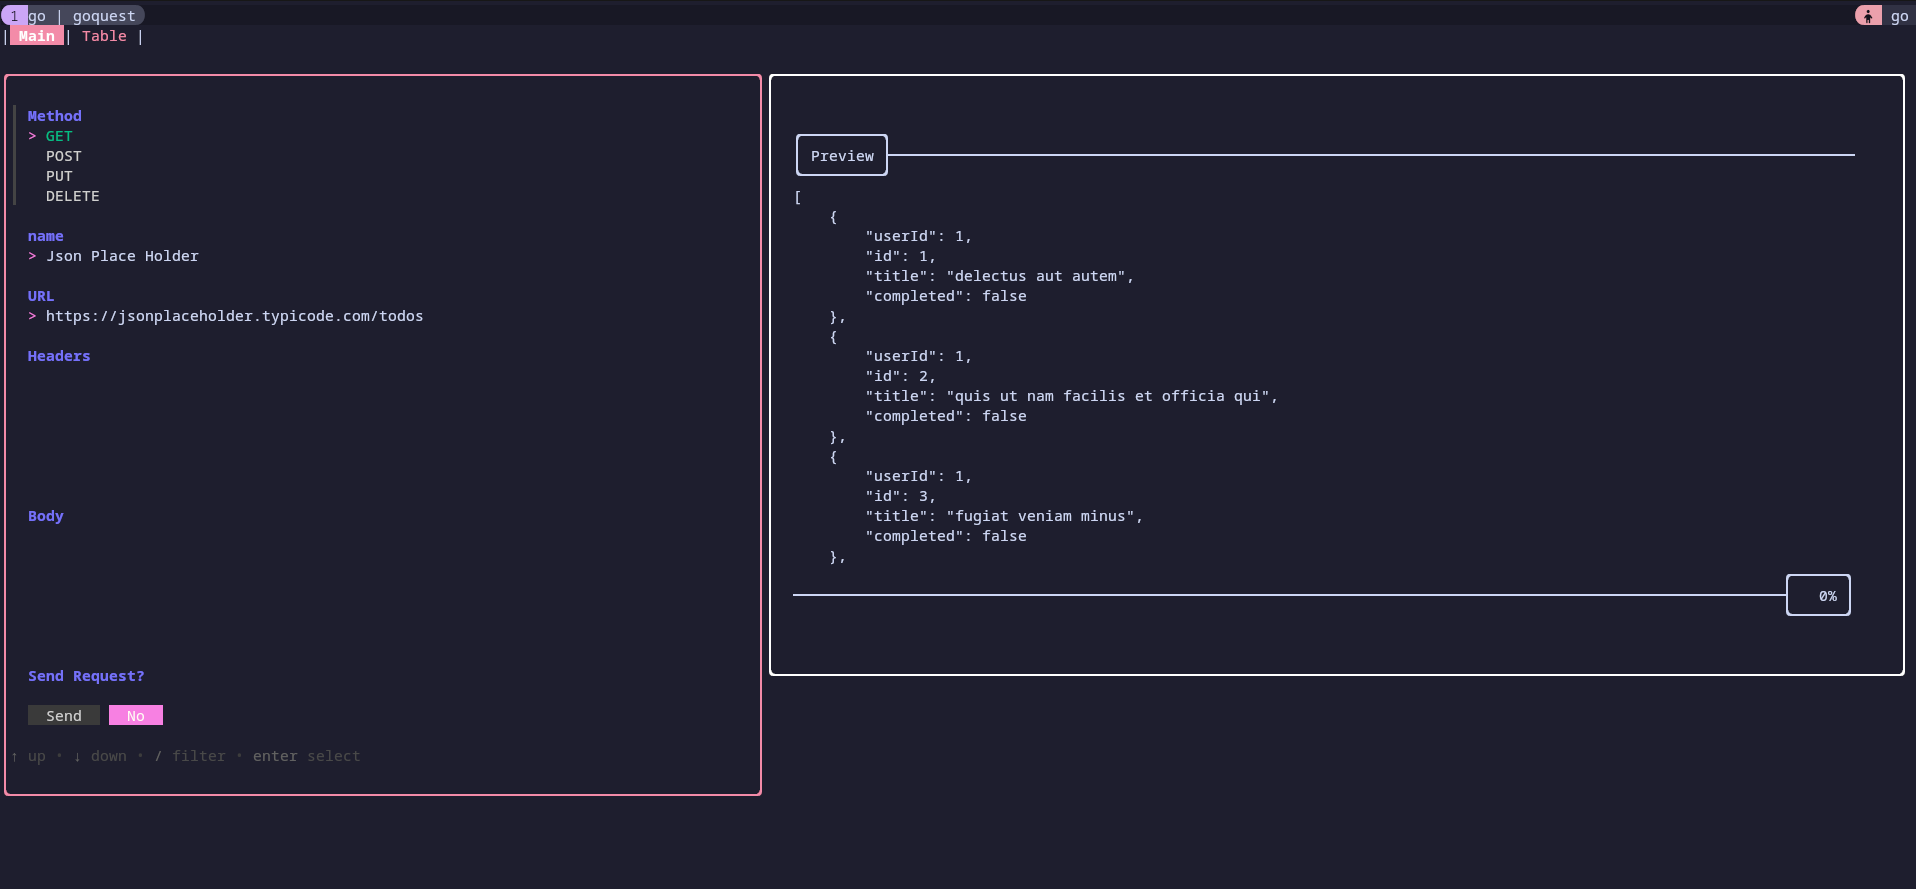 1 go | goquest
go
| Main | Table |
Method
> GET
POST
PUT
DELETE
name
> Json Place Holder
URL
> https://jsonplaceholder.typicode.com/todos
Headers
Body
Send Request?
Send No
↑ up • ↓ down • / filter • enter select
Preview
[
    {
        "userId": 1,
        "id": 1,
        "title": "delectus aut autem",
        "completed": false
    },
    {
        "userId": 1,
        "id": 2,
        "title": "quis ut nam facilis et officia qui",
        "completed": false
    },
    {
        "userId": 1,
        "id": 3,
        "title": "fugiat veniam minus",
        "completed": false
    },
0%